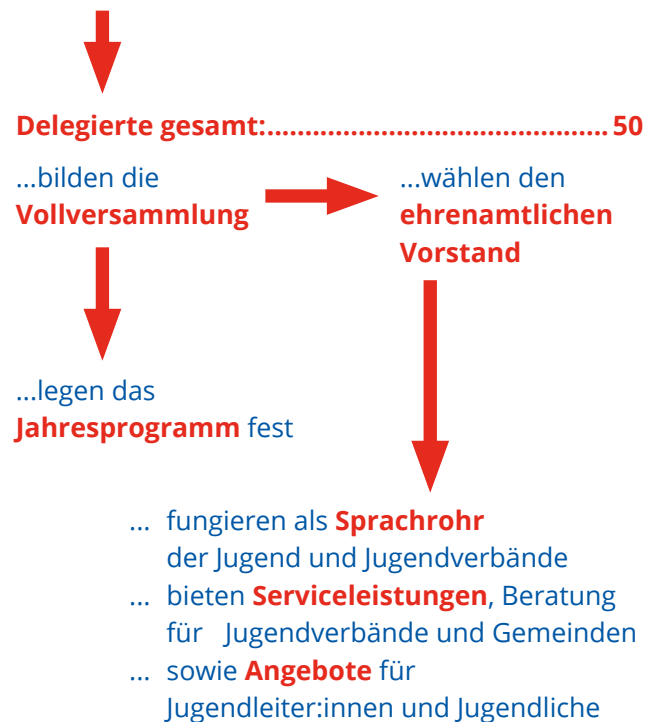 Delegierte gesamt:........................................................ 50
...bilden die
Vollversammlung
...wählen den
ehrenamtlichen
Vorstand
...legen das
Jahresprogramm fest
... fungieren als Sprachrohr
der Jugend und Jugendverbände
... bieten Serviceleistungen, Beratung
für Jugendverbände und Gemeinden
... sowie Angebote für
Jugendleiter:innen und Jugendliche